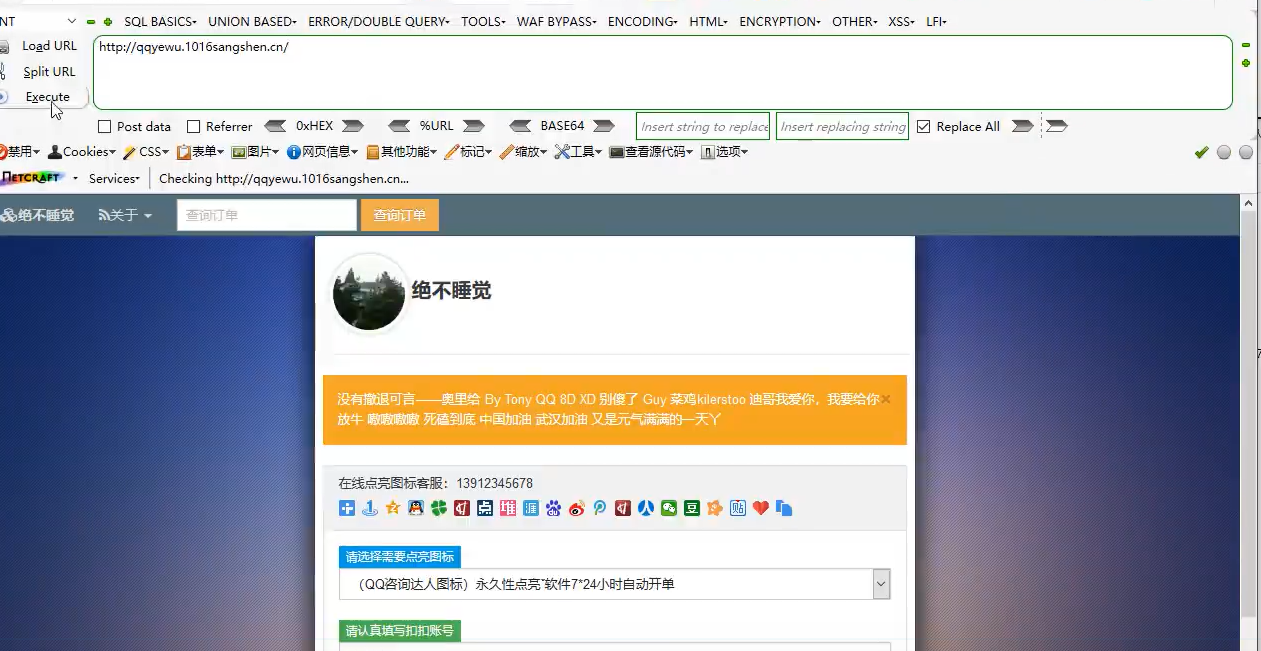 NT SQL BASICS UNION BASED ERROR/DOUBLE QUERY TOOLS WAF BYPASS ENCODING HTML ENCRYPTION OTHER XSS LFI
Load URL http://qqyewu.1016sangshen.cn/
Split URL
Execute
Post data Referrer 0xHEX %URL BASE64 Insert string to replace Insert replacing string Replace All
禁用 Cookies CSS 表单 图片 网页信息 其他功能 标记 缩放 工具 查看源代码 选项
NETCRAFT Services Checking http://qqyewu.1016sangshen.cn...
绝不睡觉 关于 查询订单 查询订单
绝不睡觉
没有撤退可言——奥里给 By Tony QQ 8D XD 别傻了 Guy 菜鸡kilerstoo 迪哥我爱你，我要给你
放牛 嗷嗷嗷嗷 死磕到底 中国加油 武汉加油 又是元气满满的一天丫
在线点亮图标客服：13912345678
请选择需要点亮图标
（QQ咨询达人图标）永久性点亮~软件7*24小时自动开单
请认真填写扣扣账号